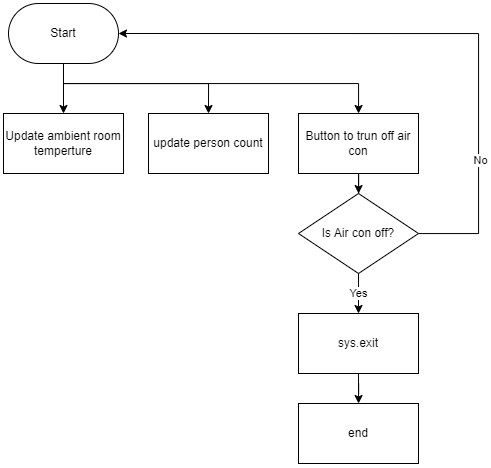 Start
Update ambient room
temperture
update person count
Button to trun off air
con
No
Is Air con off?
Yes
sys.exit
end